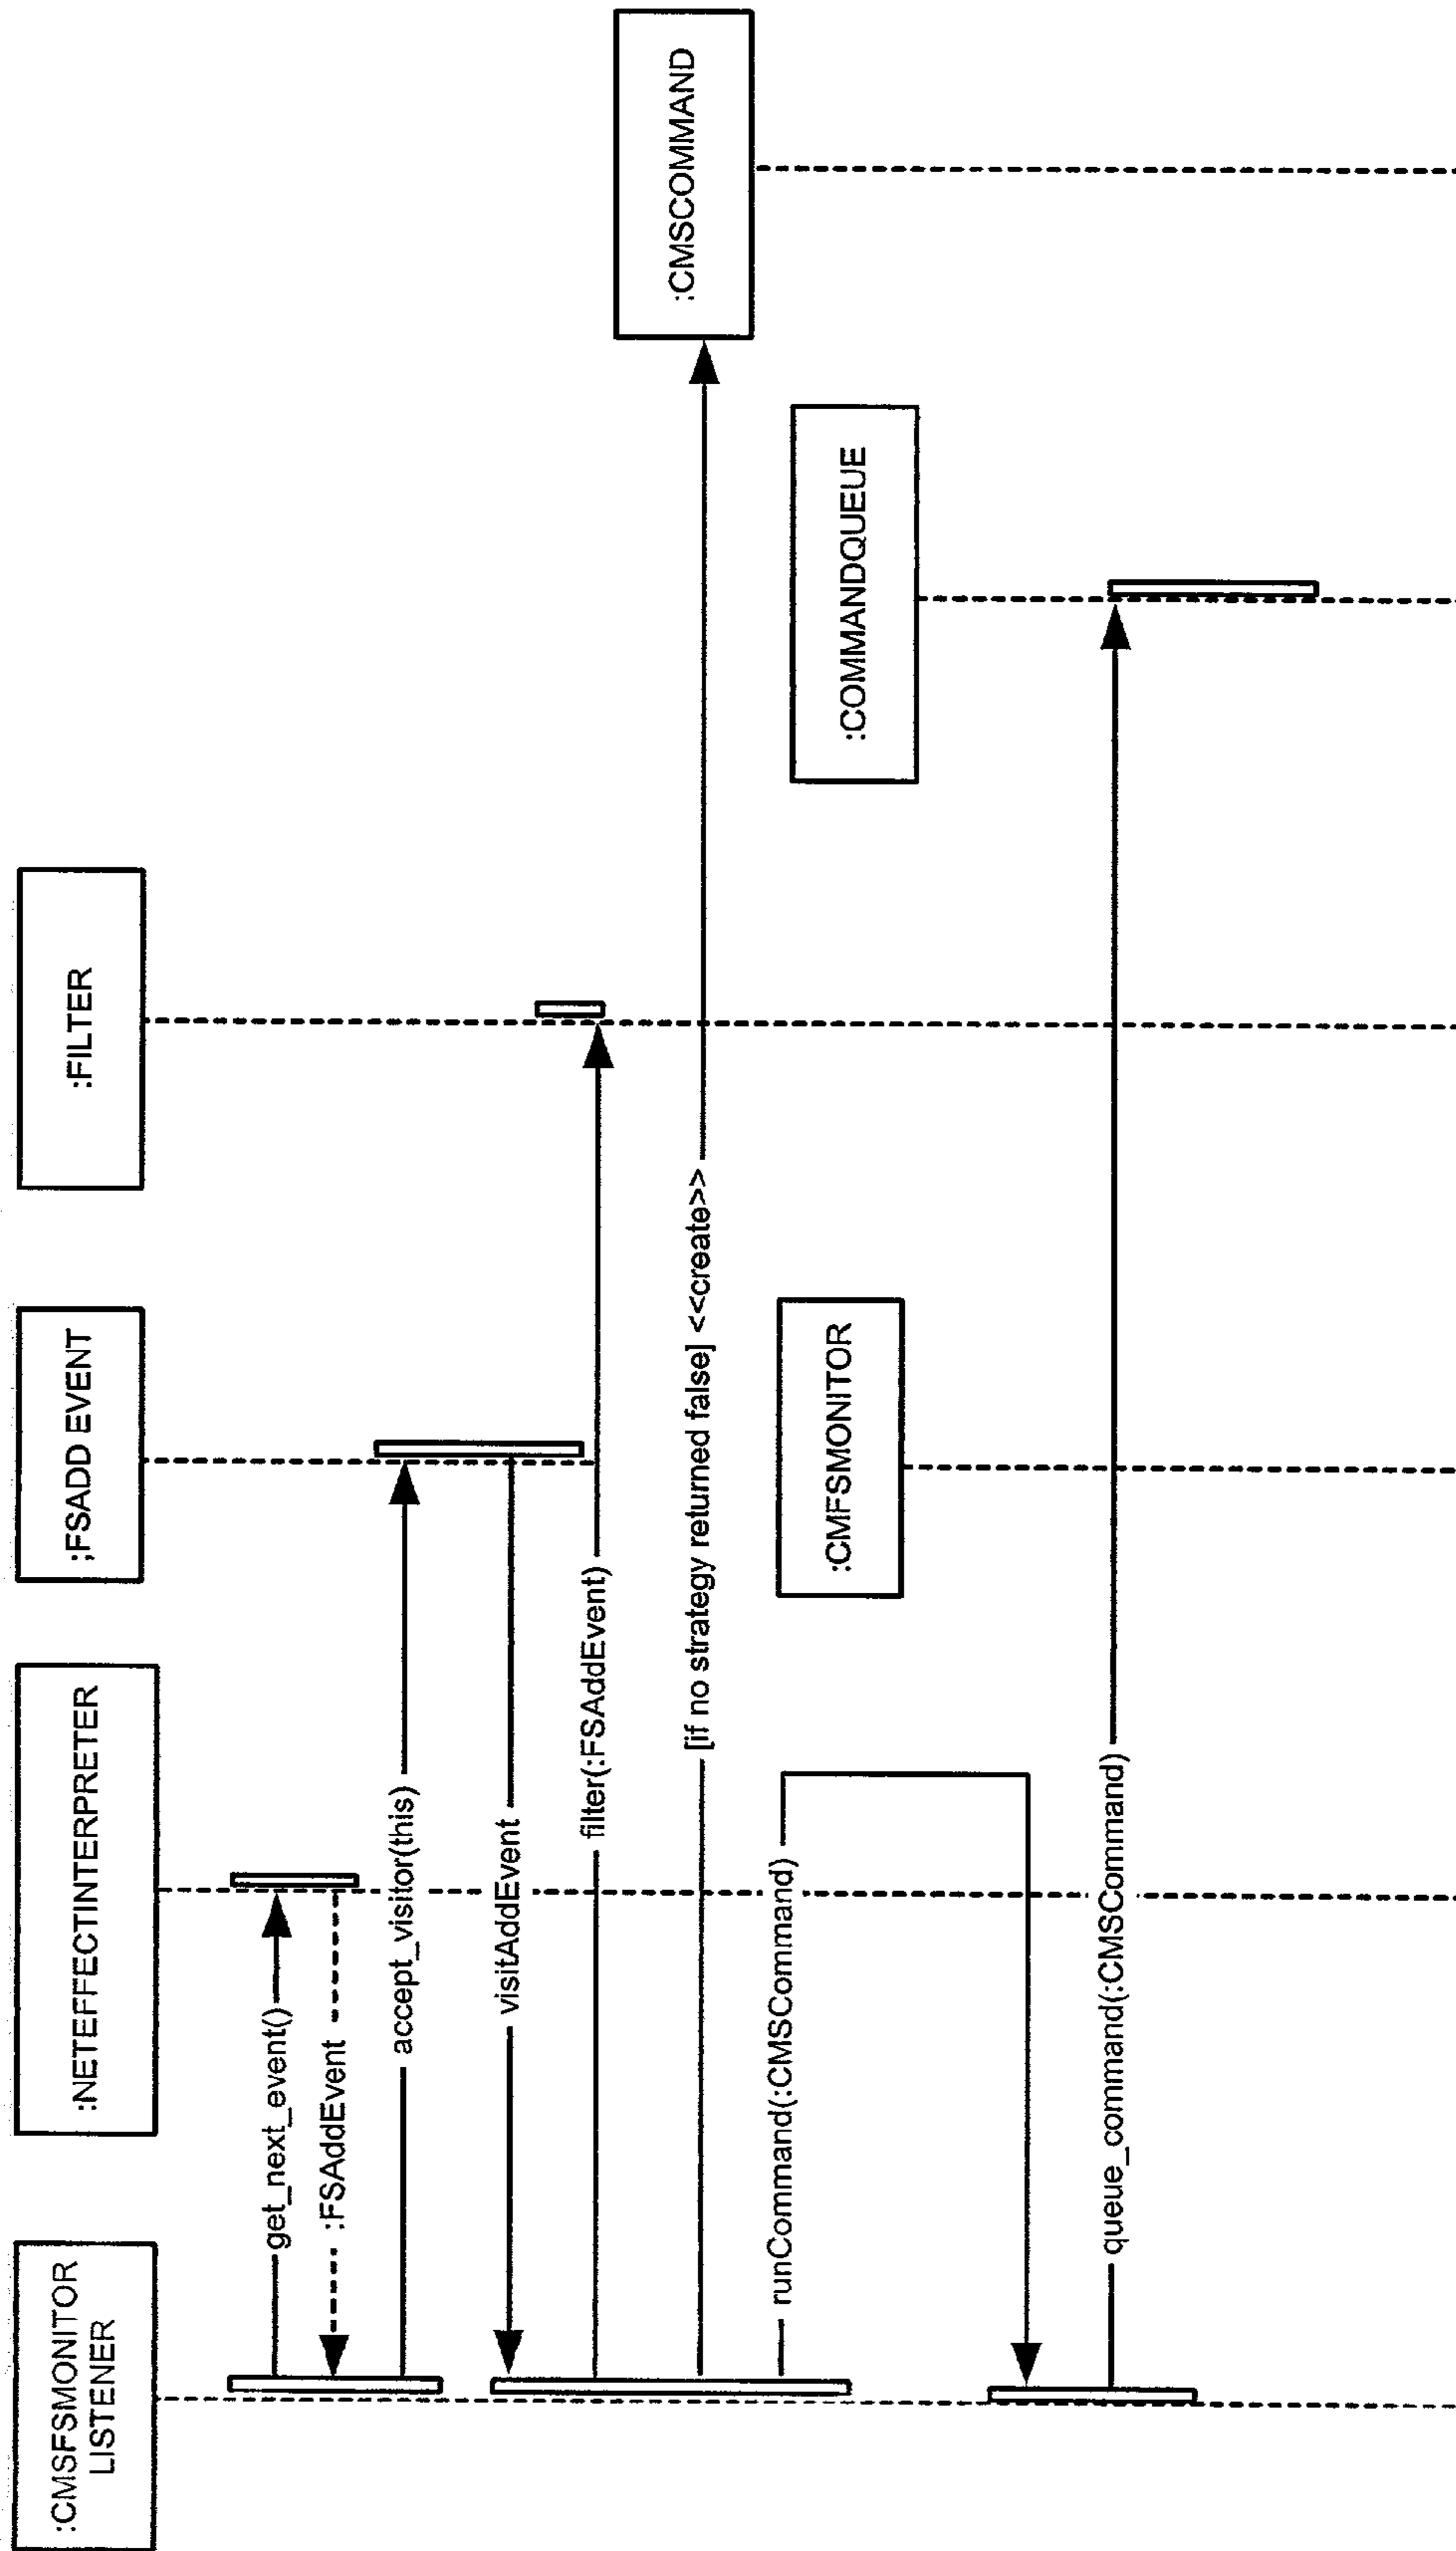 :CMSFSMONITOR
LISTENER
:NETEFFECTINTERPRETER
;FSADD EVENT
:FILTER
get_next_event()
:FSAddEvent
accept_visitor(this)
visitAddEvent
filter(:FSAddEvent)
[if no strategy returned false] <<create>>
:CMSCOMMAND
runCommand(:CMSCommand)
:CMFSMONITOR
:COMMANDQUEUE
queue_command(:CMSCommand)